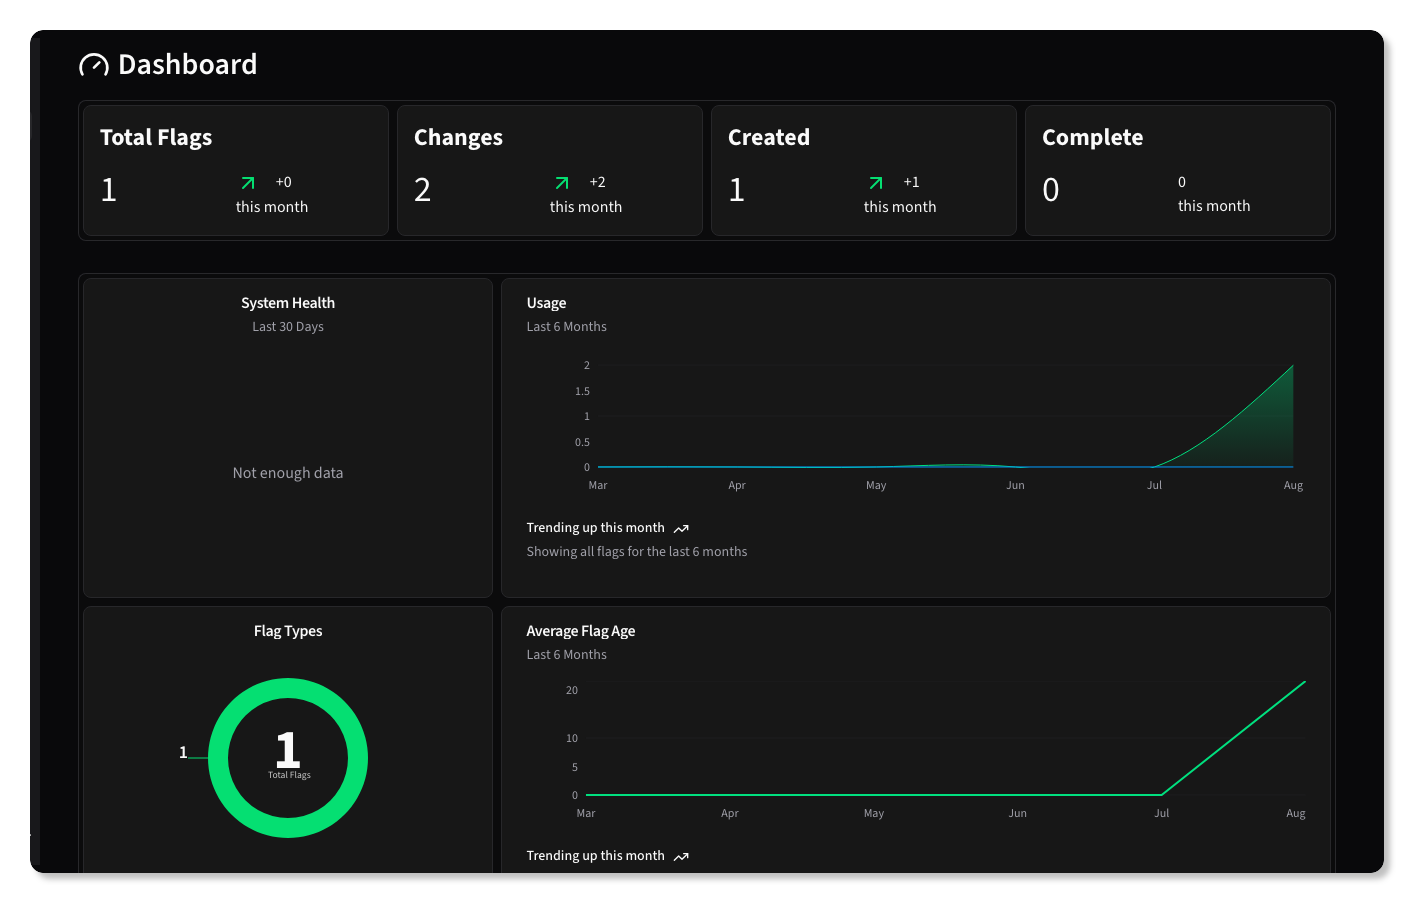 Dashboard
Total Flags
1
+0
this month
Changes
2
+2
this month
Created
1
+1
this month
Complete
0
0
this month
System Health
Last 30 Days
Not enough data
Usage
Last 6 Months
2
1.5
1
0.5
0
Mar Apr May Jun Jul Aug
Trending up this month
Showing all flags for the last 6 months
Flag Types
1
1
Total Flags
Average Flag Age
Last 6 Months
20
10
5
0
Mar Apr May Jun Jul Aug
Trending up this month